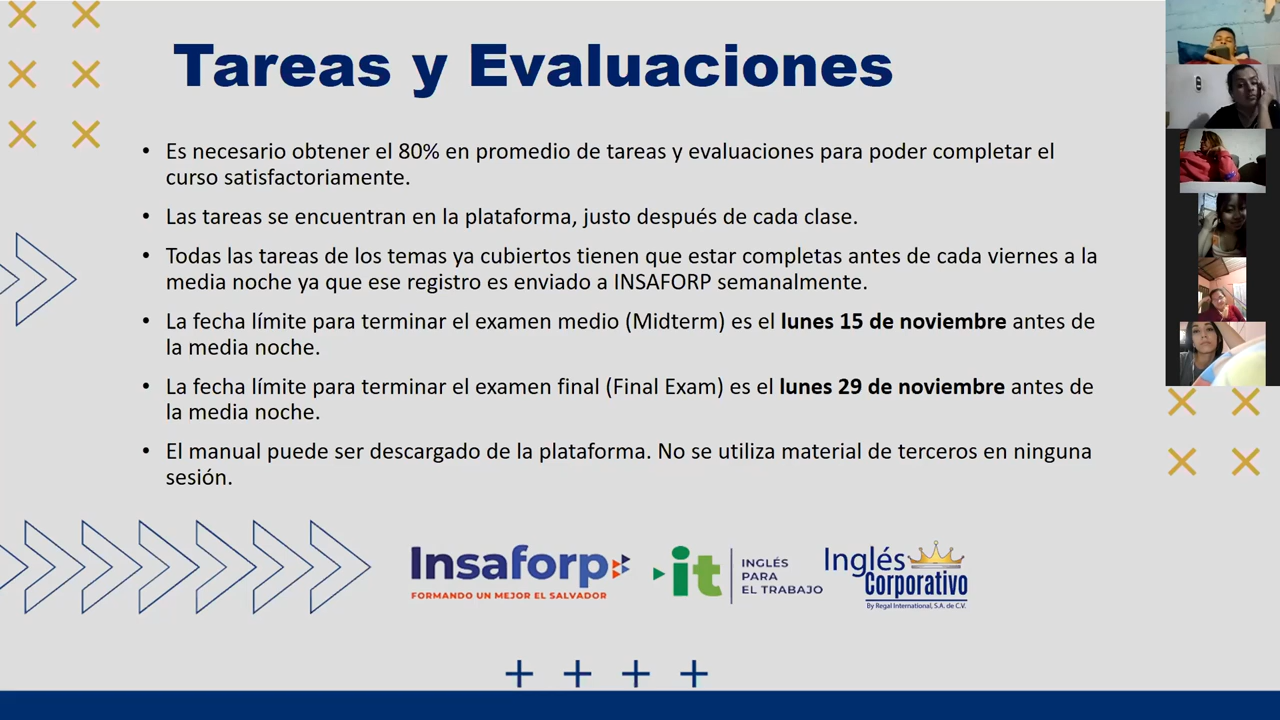 Tareas y Evaluaciones
• Es necesario obtener el 80% en promedio de tareas y evaluaciones para poder completar el
curso satisfactoriamente.
• Las tareas se encuentran en la plataforma, justo después de cada clase.
• Todas las tareas de los temas ya cubiertos tienen que estar completas antes de cada viernes a la
media noche ya que ese registro es enviado a INSAFORP semanalmente.
• La fecha límite para terminar el examen medio (Midterm) es el lunes 15 de noviembre antes de
la media noche.
• La fecha límite para terminar el examen final (Final Exam) es el lunes 29 de noviembre antes de
la media noche.
• El manual puede ser descargado de la plataforma. No se utiliza material de terceros en ninguna
sesión.
Insaforp
FORMANDO UN MEJOR EL SALVADOR
it
INGLÉS
PARA
EL TRABAJO
Inglés
Corporativo
By Regal International, S.A. de C.V.